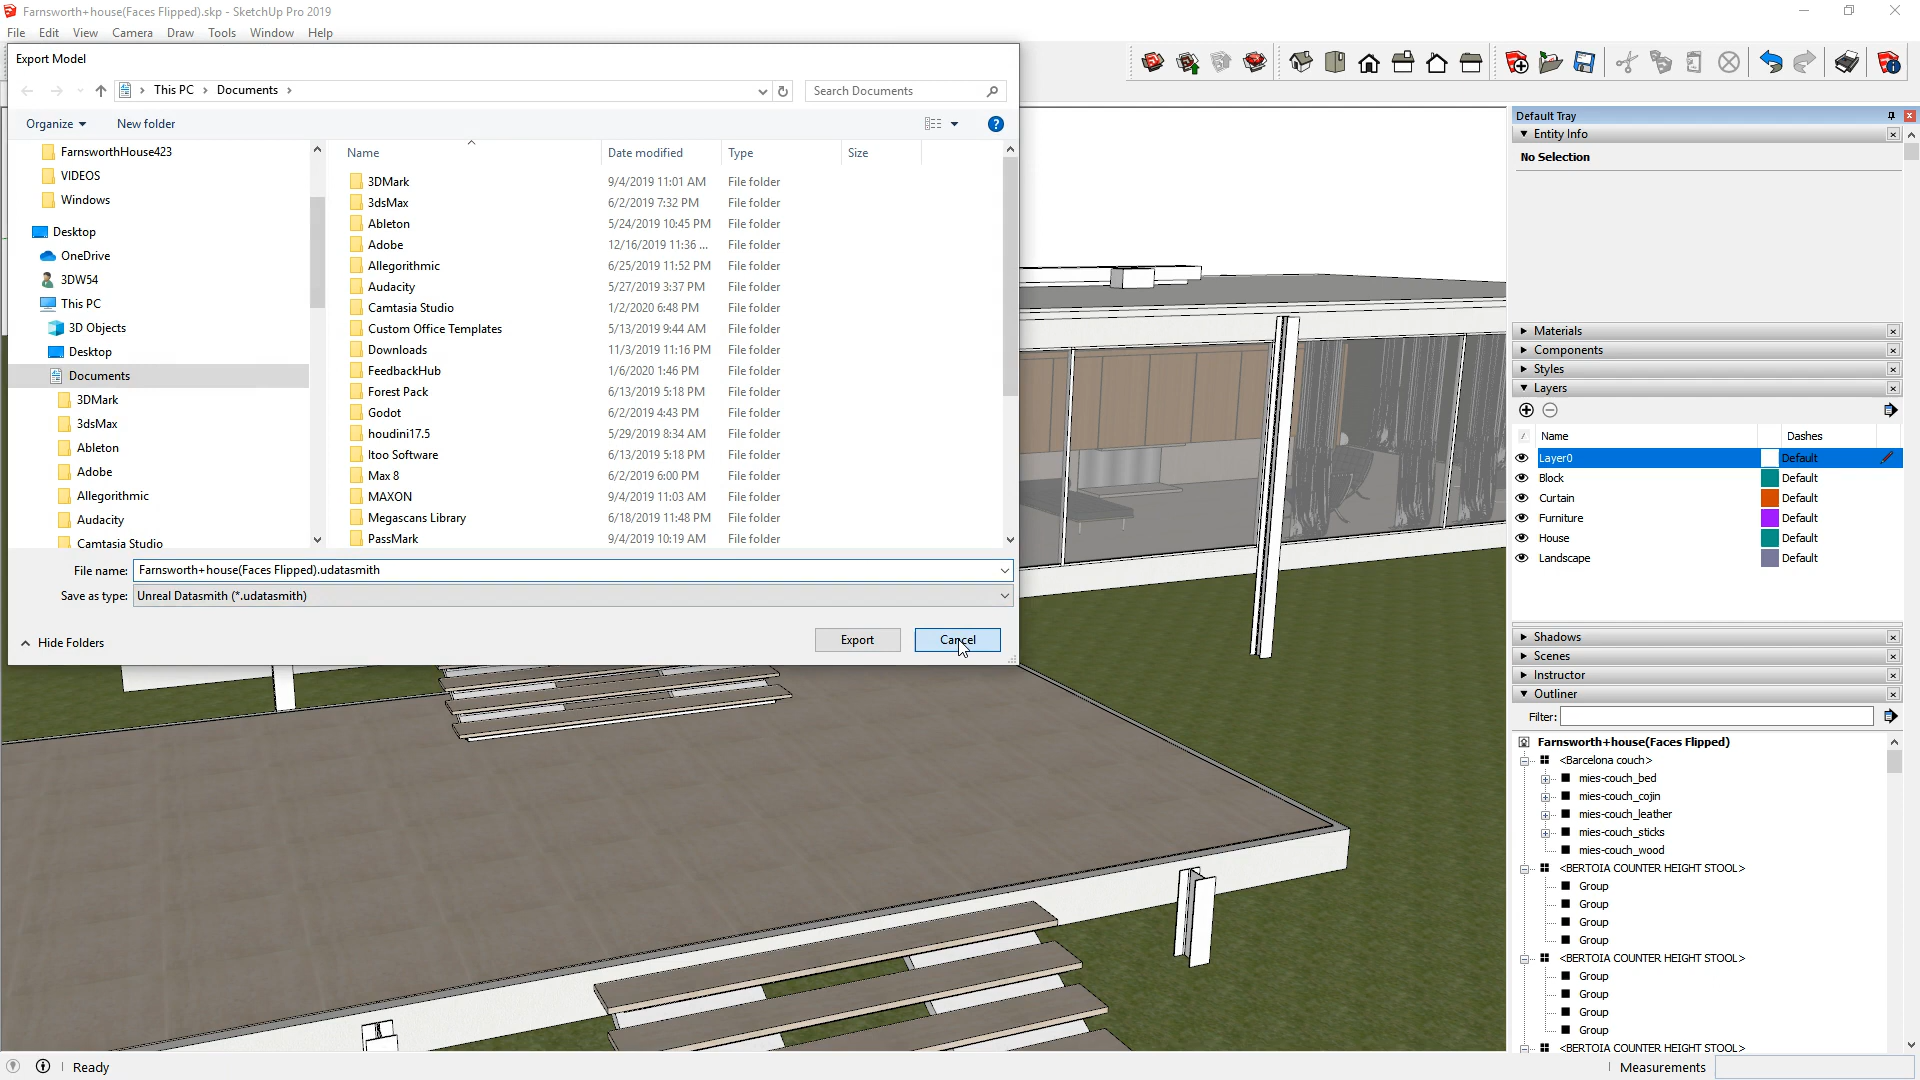 Farnsworth+house(Faces Flipped).skp - SketchUp Pro 2019
File Edit View Camera Draw Tools Window Help
Export Model
This PC Documents
Search Documents
Organize New folder
FarnsworthHouse423
VIDEOS
Windows
Desktop
OneDrive
3DW54
This PC
3D Objects
Desktop
Documents
3DMark
3dsMax
Ableton
Adobe
Allegorithmic
Audacity
Camtasia Studio
Name Date modified Type Size
3DMark 9/4/2019 11:01 AM File folder
3dsMax 6/2/2019 7:32 PM File folder
Ableton 5/24/2019 10:45 PM File folder
Adobe 12/16/2019 11:36 ... File folder
Allegorithmic 6/25/2019 11:52 PM File folder
Audacity 5/27/2019 3:37 PM File folder
Camtasia Studio 1/2/2020 6:48 PM File folder
Custom Office Templates 5/13/2019 9:44 AM File folder
Downloads 11/3/2019 11:16 PM File folder
FeedbackHub 1/6/2020 1:46 PM File folder
Forest Pack 6/13/2019 5:18 PM File folder
Godot 6/2/2019 4:43 PM File folder
houdini17.5 5/29/2019 8:34 AM File folder
Itoo Software 6/13/2019 5:18 PM File folder
Max 8 6/2/2019 6:00 PM File folder
MAXON 9/4/2019 11:03 AM File folder
Megascans Library 6/18/2019 11:48 PM File folder
PassMark 9/4/2019 10:19 AM File folder
File name: Farnsworth+house(Faces Flipped).udatasmith
Save as type: Unreal Datasmith (*.udatasmith)
Hide Folders
Export Cancel
Default Tray
Entity Info
No Selection
Materials
Components
Styles
Layers
Name Dashes
Layer0 Default
Block Default
Curtain Default
Furniture Default
House Default
Landscape Default
Shadows
Scenes
Instructor
Outliner
Filter:
Farnsworth+house(Faces Flipped)
<Barcelona couch>
mies-couch_bed
mies-couch_cojin
mies-couch_leather
mies-couch_sticks
mies-couch_wood
<BERTOIA COUNTER HEIGHT STOOL>
Group
Group
Group
Group
<BERTOIA COUNTER HEIGHT STOOL>
Group
Group
Group
Group
<BERTOIA COUNTER HEIGHT STOOL>
Ready
Measurements